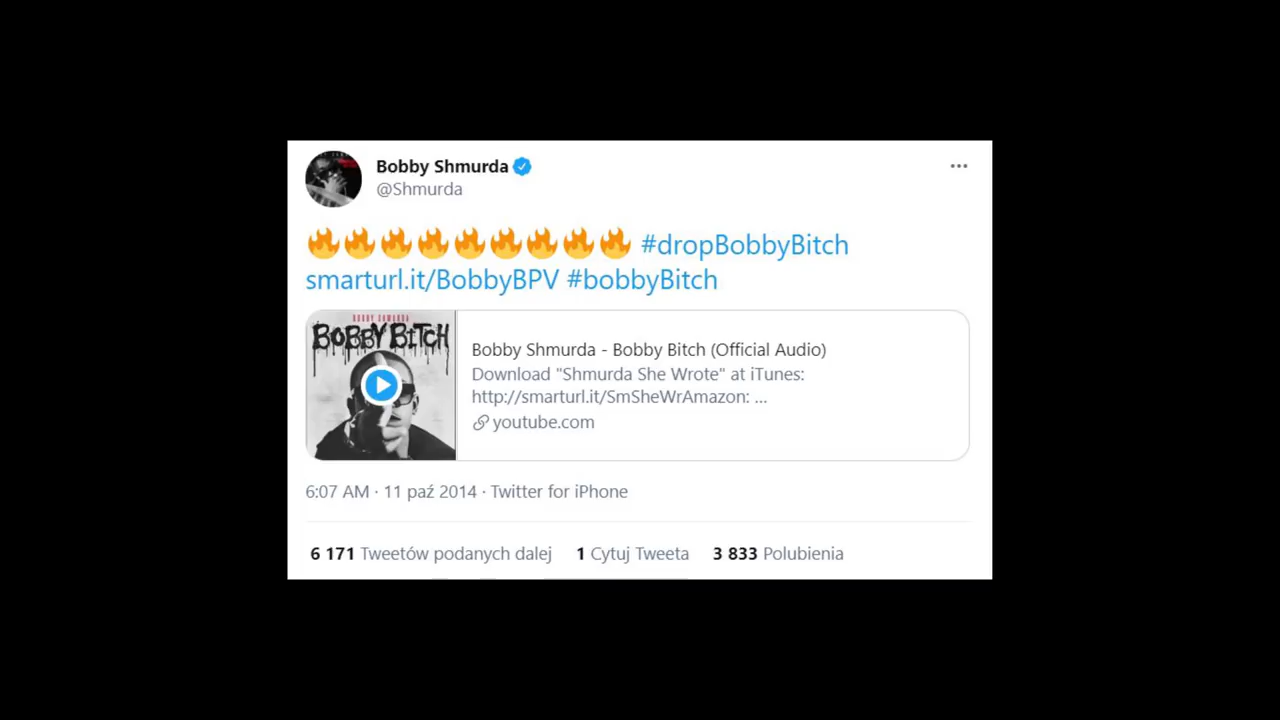 Bobby Shmurda
@Shmurda
🔥🔥🔥🔥🔥🔥🔥🔥🔥 #dropBobbyBitch
smarturl.it/BobbyBPV #bobbyBitch
BOBBY SHMURDA
BOBBY BITCH
Bobby Shmurda - Bobby Bitch (Official Audio)
Download "Shmurda She Wrote" at iTunes:
http://smarturl.it/SmSheWrAmazon: ...
youtube.com
6:07 AM · 11 paź 2014 · Twitter for iPhone
6 171 Tweetów podanych dalej 1 Cytuj Tweeta 3 833 Polubienia